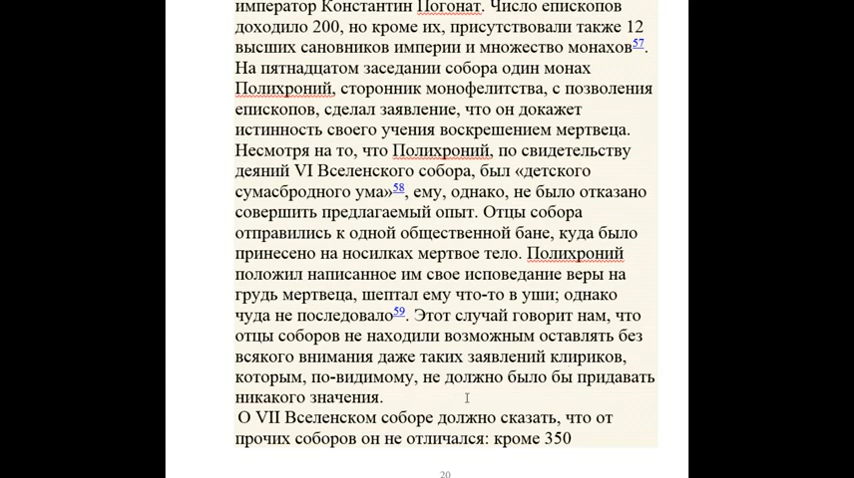 император Константин Погонат. Число епископов
доходило 200, но кроме их, присутствовали также 12
высших сановников империи и множество монахов57.
На пятнадцатом заседании собора один монах
Полихроний, сторонник монофелитства, с позволения
епископов, сделал заявление, что он докажет
истинность своего учения воскрешением мертвеца.
Несмотря на то, что Полихроний, по свидетельству
деяний VI Вселенского собора, был «детского
сумасбродного ума»58, ему, однако, не было отказано
совершить предлагаемый опыт. Отцы собора
отправились к одной общественной бане, куда было
принесено на носилках мертвое тело. Полихроний
положил написанное им свое исповедание веры на
грудь мертвеца, шептал ему что-то в уши; однако
чуда не последовало59. Этот случай говорит нам, что
отцы соборов не находили возможным оставлять без
всякого внимания даже таких заявлений клириков,
которым, по-видимому, не должно было бы придавать
никакого значения.
О VII Вселенском соборе должно сказать, что от
прочих соборов он не отличался: кроме 350
20